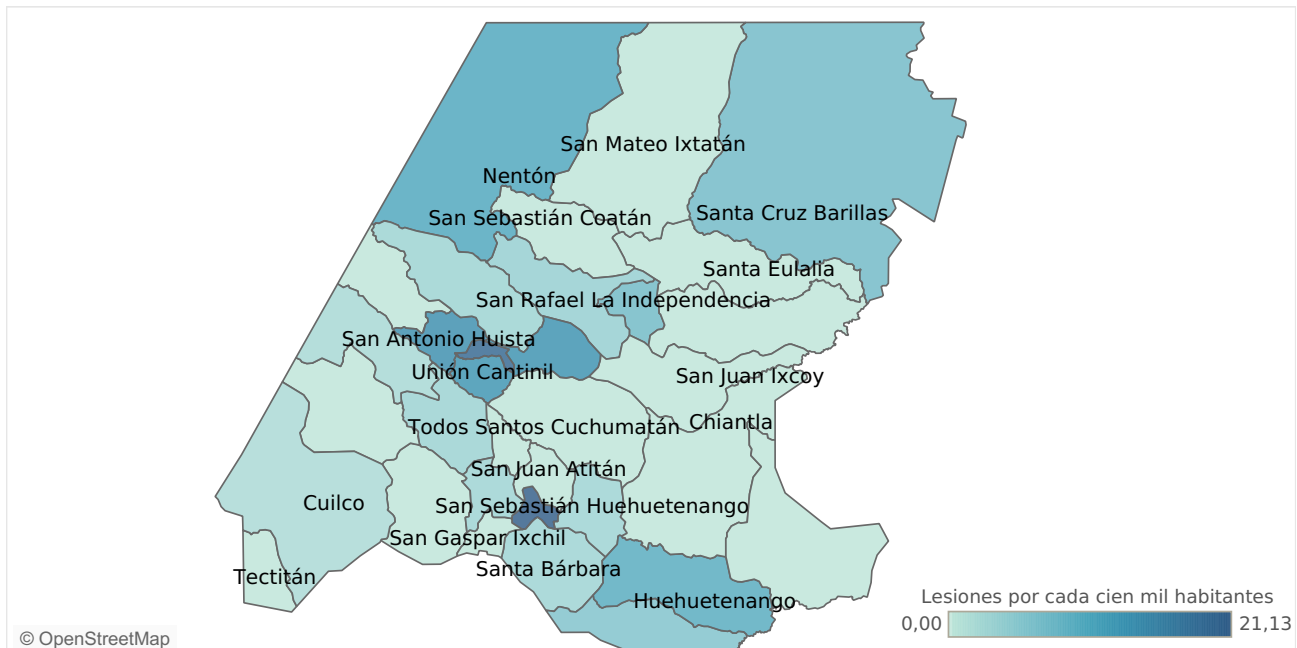 San Mateo Ixtatán
Nentón
San Sebastián Coatán
Santa Cruz Barillas
Santa Eulalia
San Rafael La Independencia
San Antonio Huista
Unión Cantinil
San Juan Ixcoy
Chiantla
Todos Santos Cuchumatán
San Juan Atitán
Cuilco
San Sebastián Huehuetenango
San Gaspar Ixchil
Santa Bárbara
Tectitán
Huehuetenango
Lesiones por cada cien mil habitantes
0,00
21,13
© OpenStreetMap